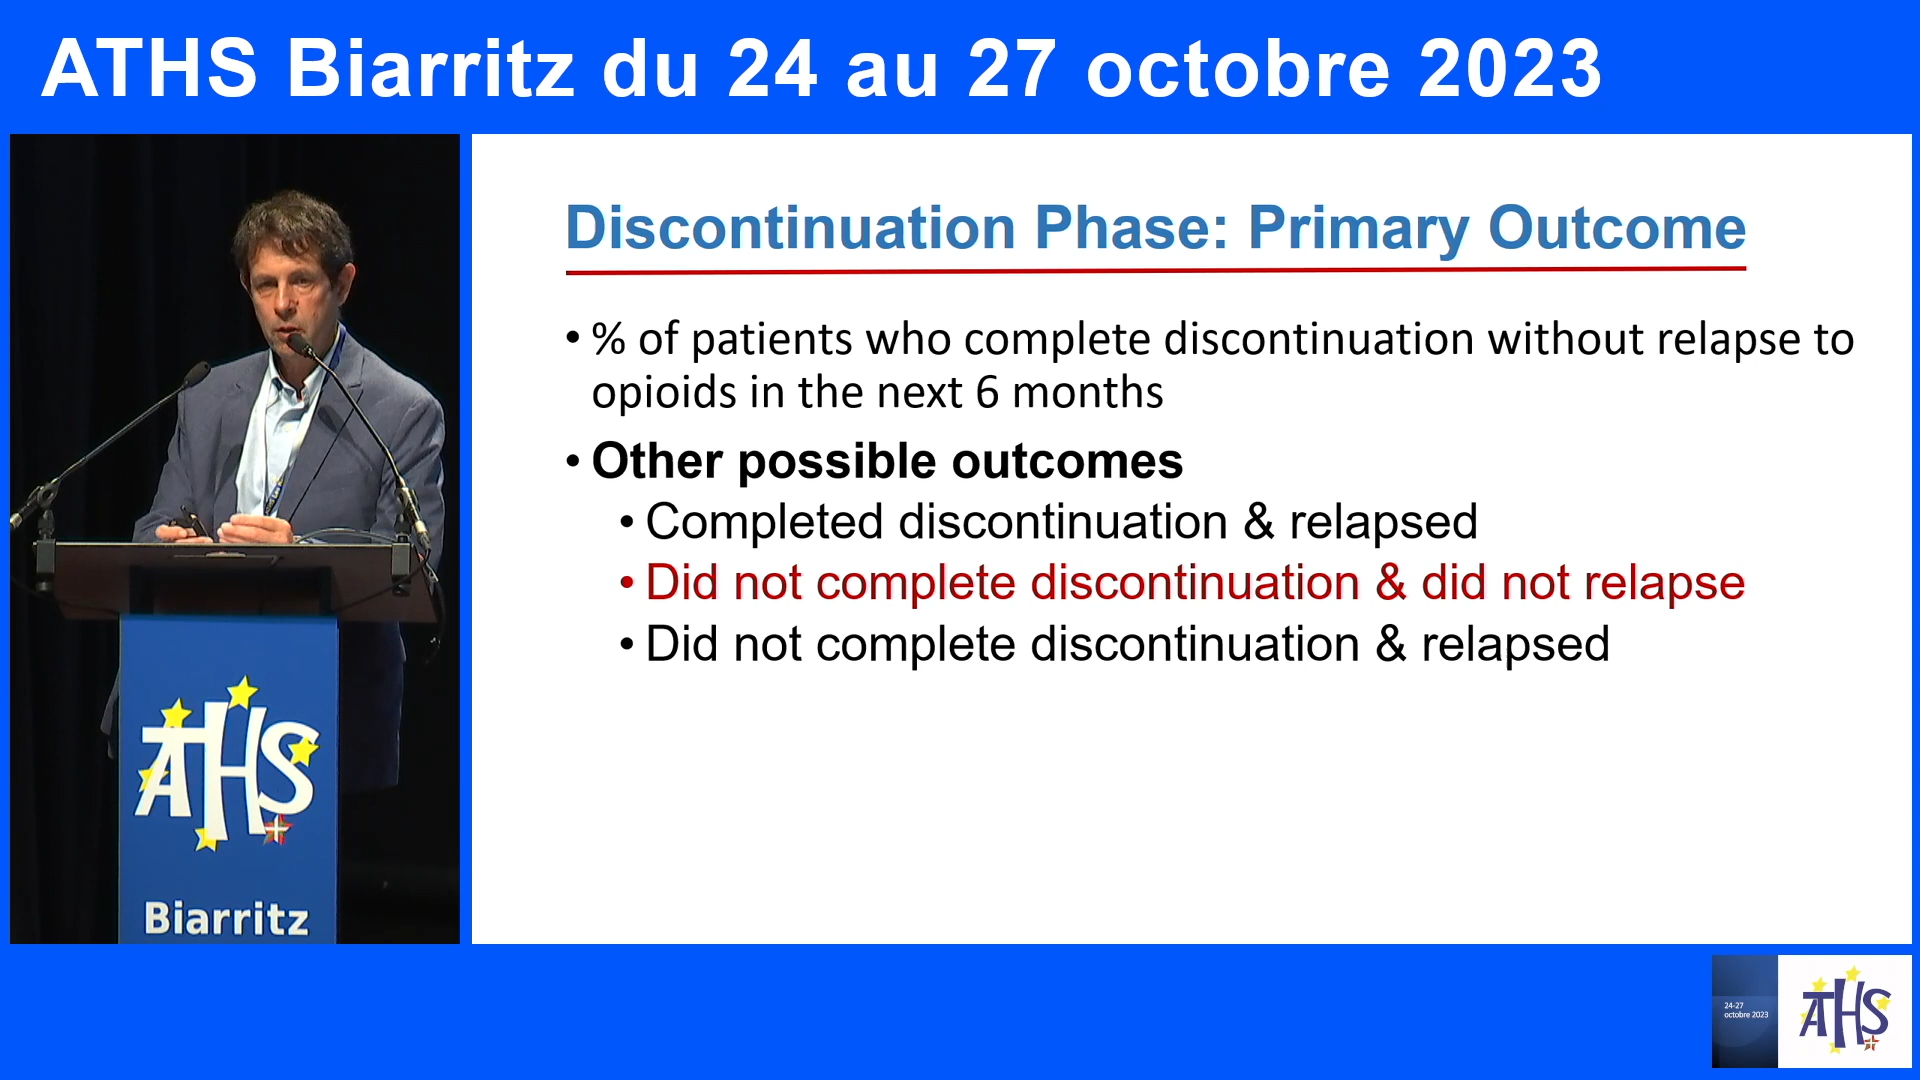 ATHS Biarritz du 24 au 27 octobre 2023
Discontinuation Phase: Primary Outcome
• % of patients who complete discontinuation without relapse to
opioids in the next 6 months
• Other possible outcomes
• Completed discontinuation & relapsed
• Did not complete discontinuation & did not relapse
• Did not complete discontinuation & relapsed
ATHS
Biarritz
24-27
octobre 2023
ATHS